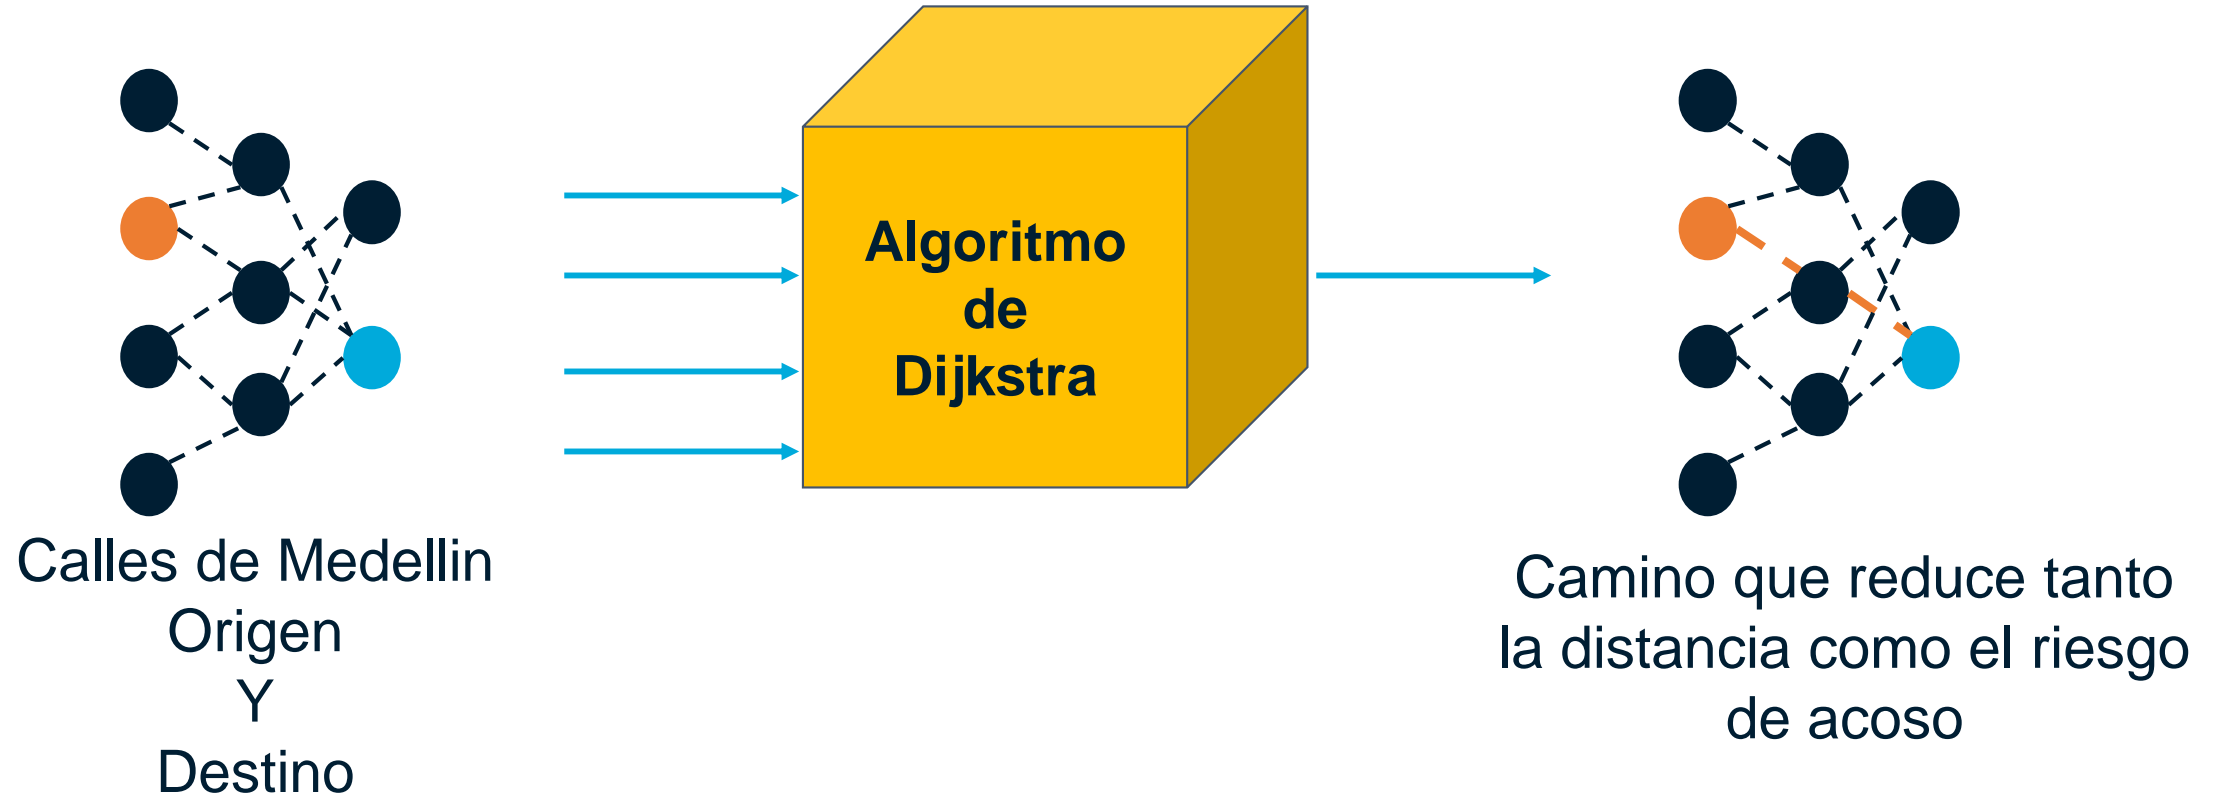 Algoritmo
de
Dijkstra
Calles de Medellin
Origen
Y
Destino
Camino que reduce tanto
la distancia como el riesgo
de acoso